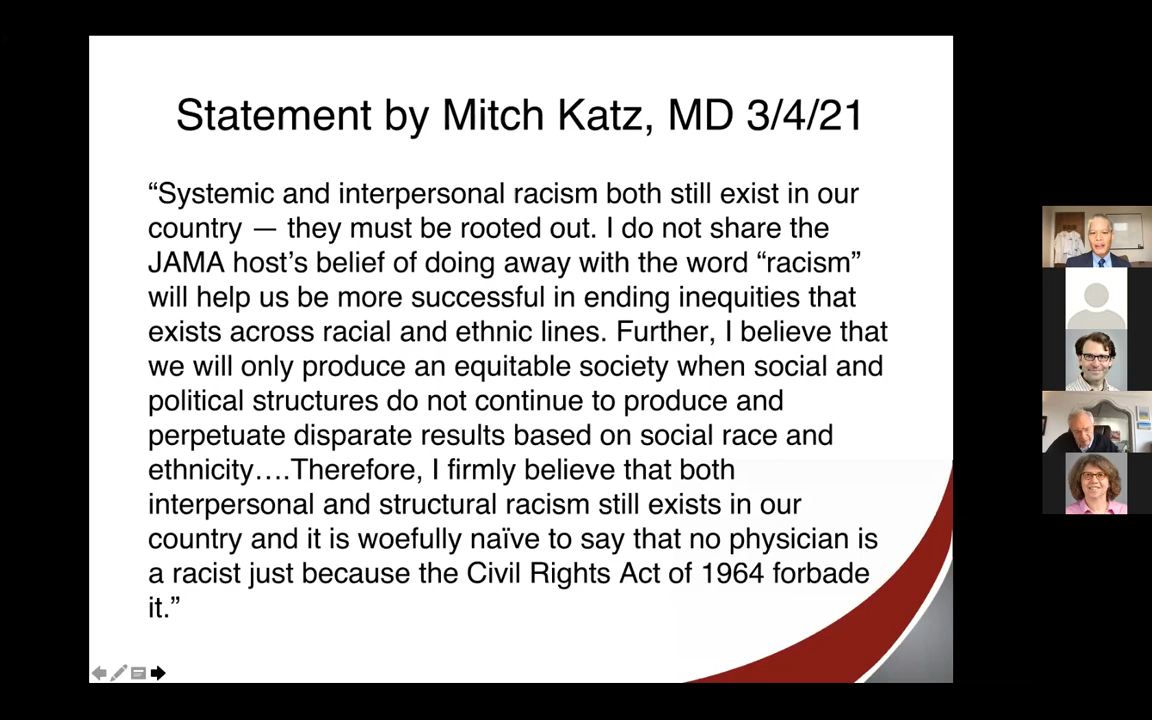 Statement by Mitch Katz, MD 3/4/21
“Systemic and interpersonal racism both still exist in our
country — they must be rooted out. I do not share the
JAMA host’s belief of doing away with the word “racism”
will help us be more successful in ending inequities that
exists across racial and ethnic lines. Further, I believe that
we will only produce an equitable society when social and
political structures do not continue to produce and
perpetuate disparate results based on social race and
ethnicity….Therefore, I firmly believe that both
interpersonal and structural racism still exists in our
country and it is woefully naïve to say that no physician is
a racist just because the Civil Rights Act of 1964 forbade
it.”